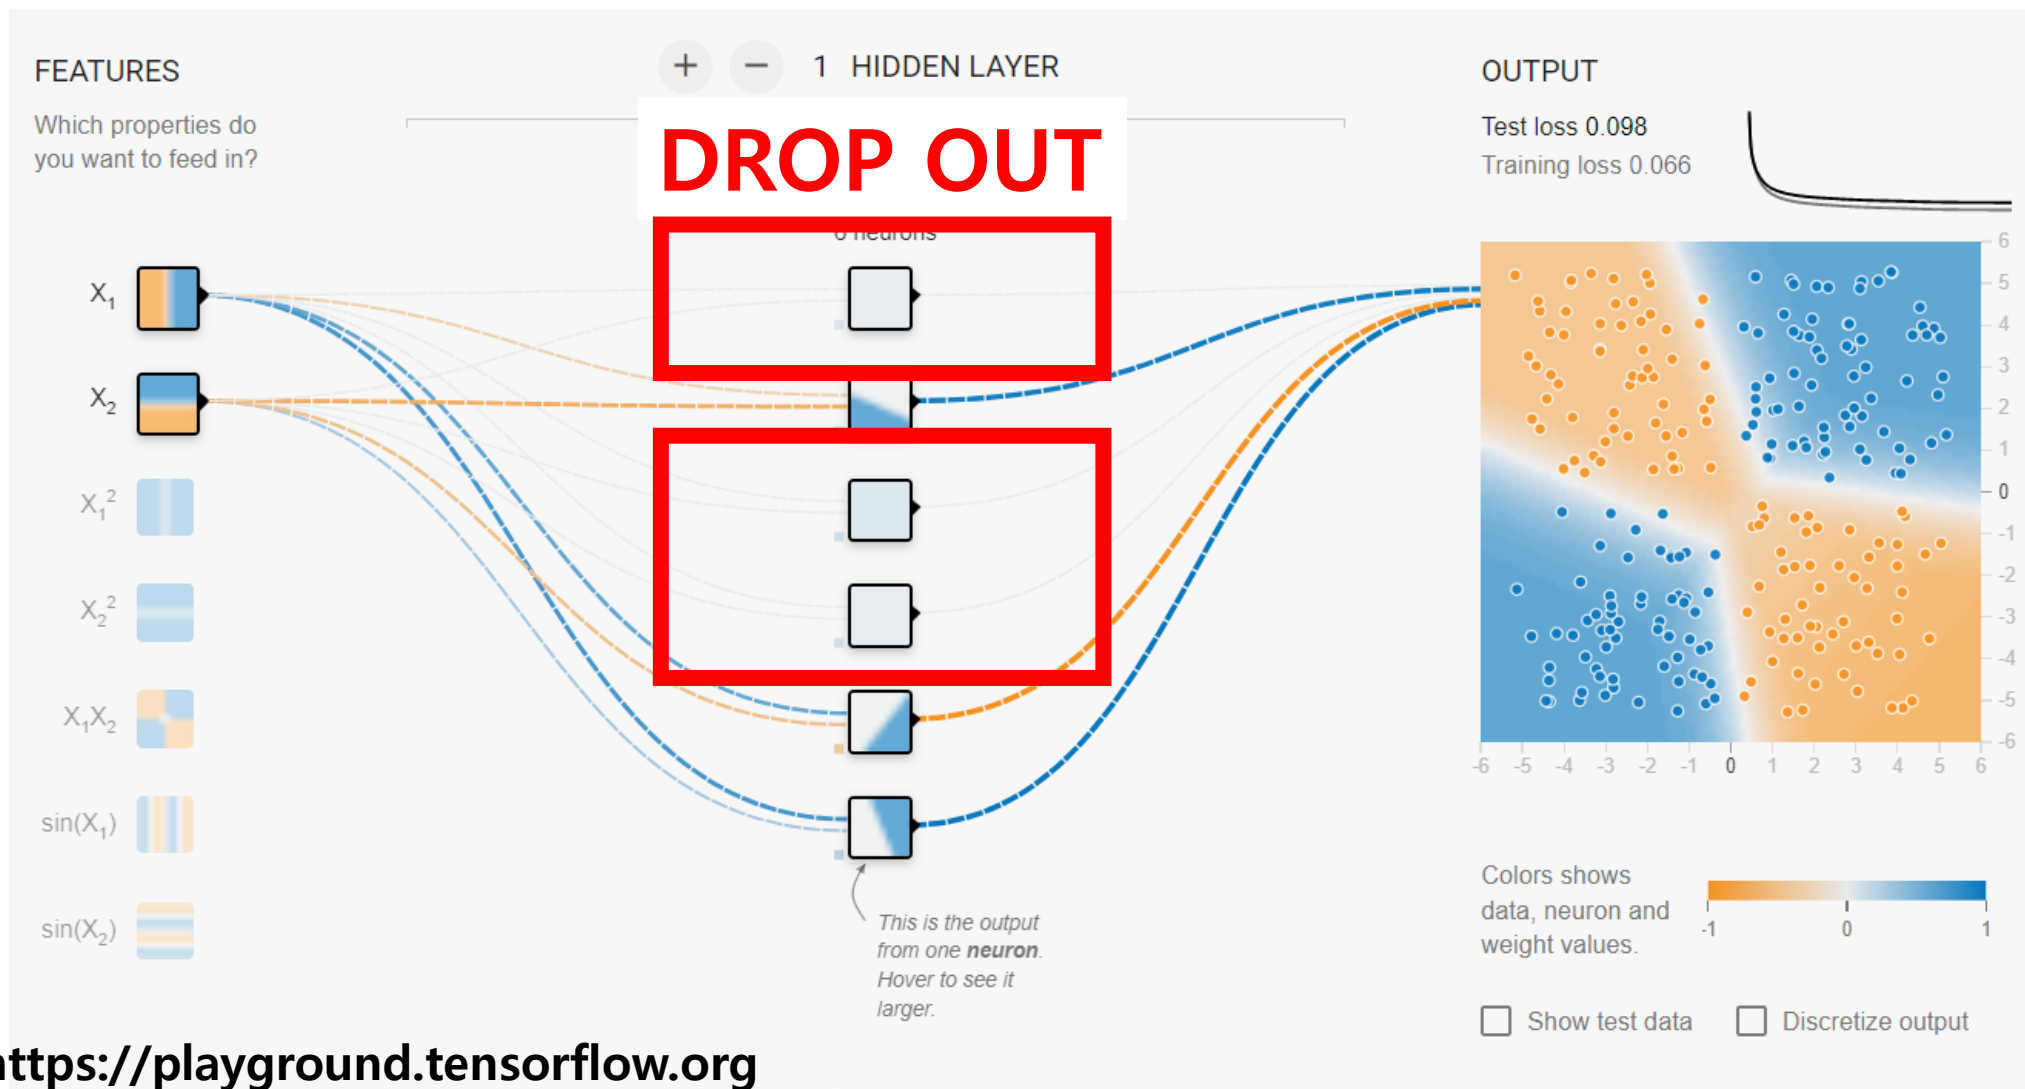 FEATURES
Which properties do
you want to feed in?
+ − 1 HIDDEN LAYER
DROP OUT
neurons
OUTPUT
Test loss 0.098
Training loss 0.066
X1
X2
X1²
X2²
X1X2
sin(X1)
sin(X2)
This is the output
from one neuron.
Hover to see it
larger.
6
5
4
3
2
1
0
-1
-2
-3
-4
-5
-6
-6 -5 -4 -3 -2 -1 0 1 2 3 4 5 6
Colors shows
data, neuron and
weight values.
-1 0 1
Show test data
Discretize output
https://playground.tensorflow.org